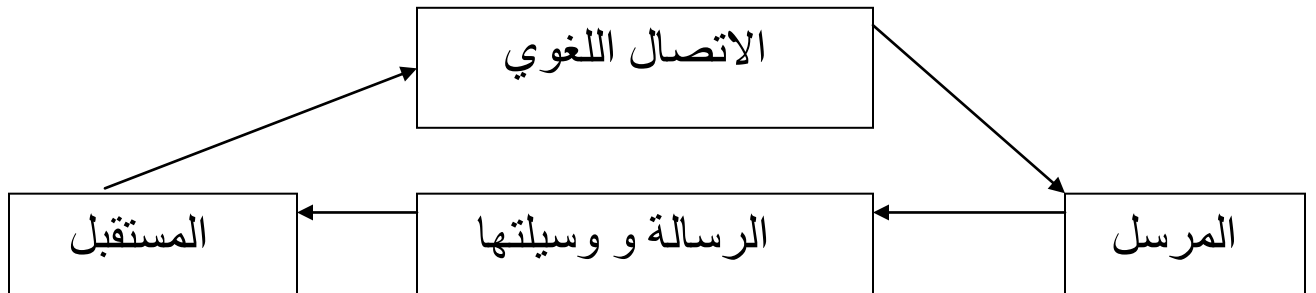 الاتصال اللغوي
المرسل
الرسالة و وسيلتها
المستقبل